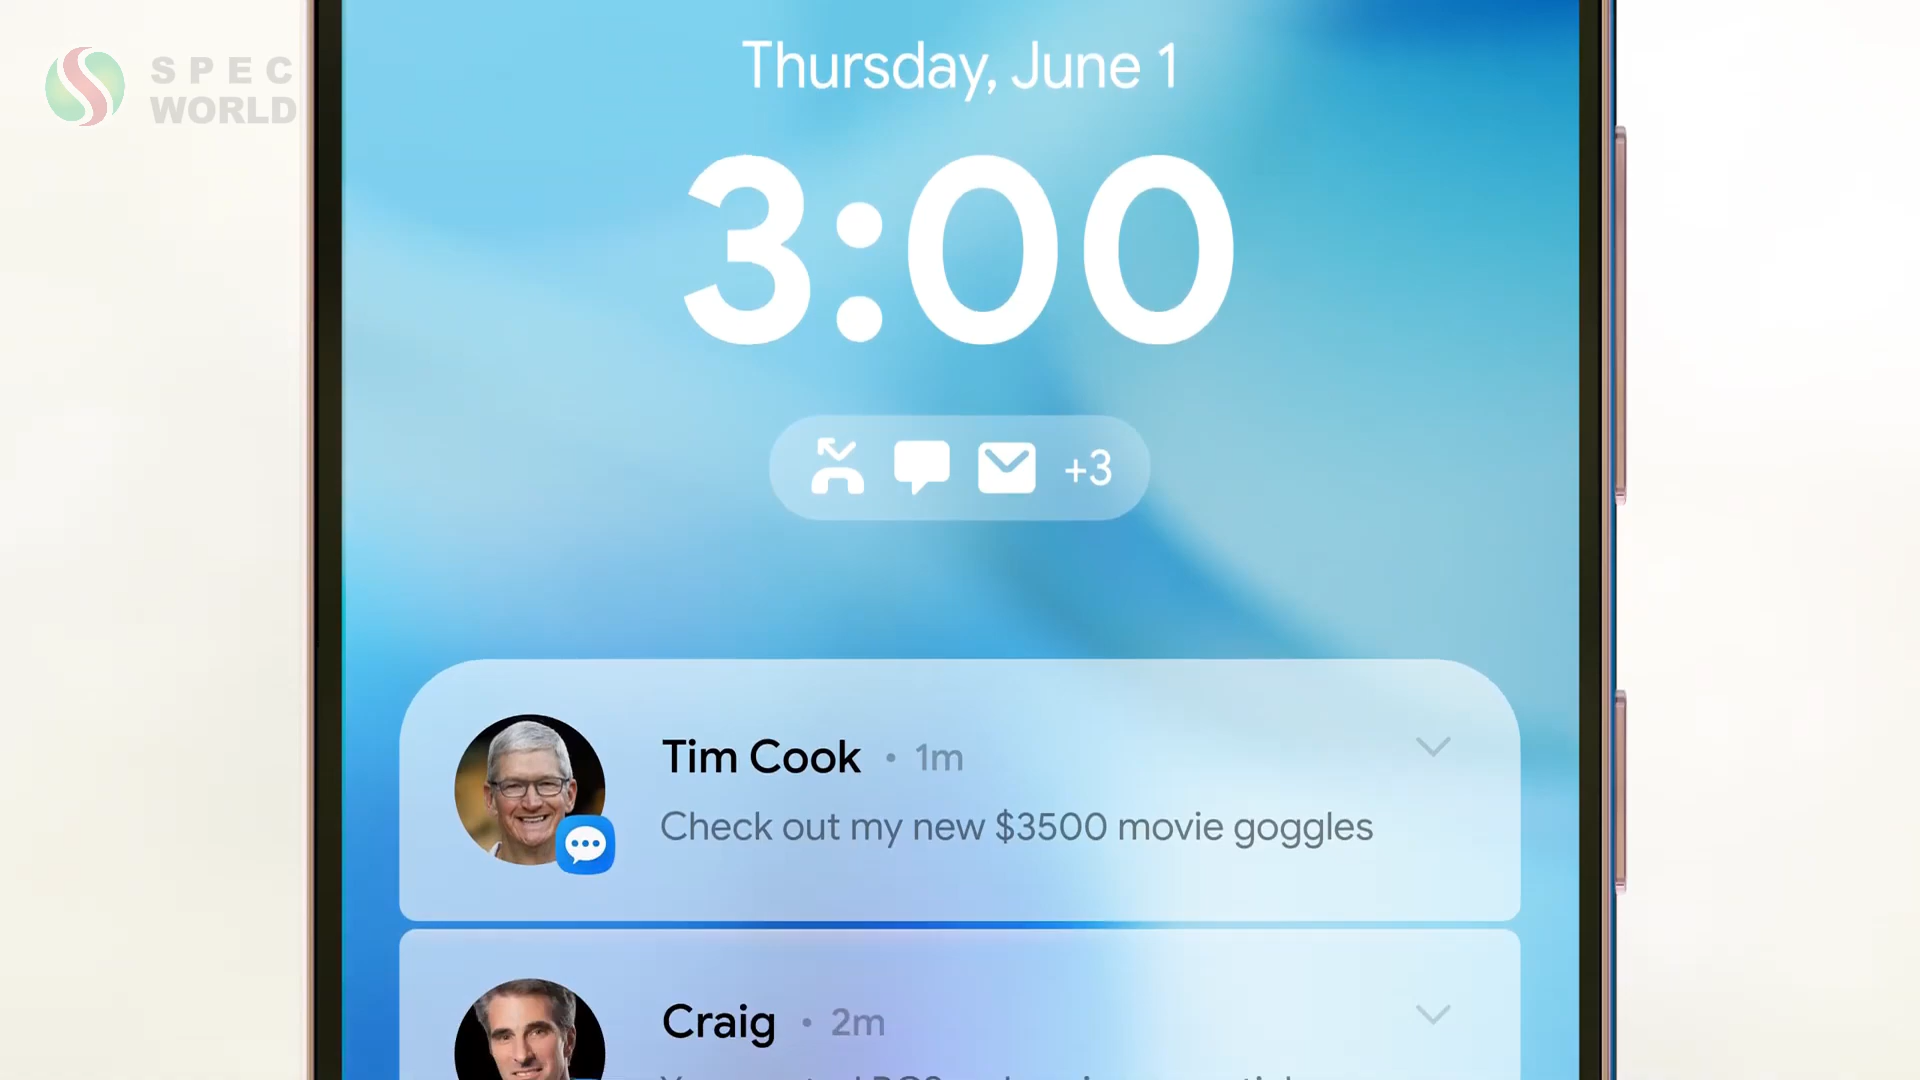 SPEC
WORLD
Thursday, June 1
3:00
+3
Tim Cook • 1m
Check out my new $3500 movie goggles
Craig • 2m